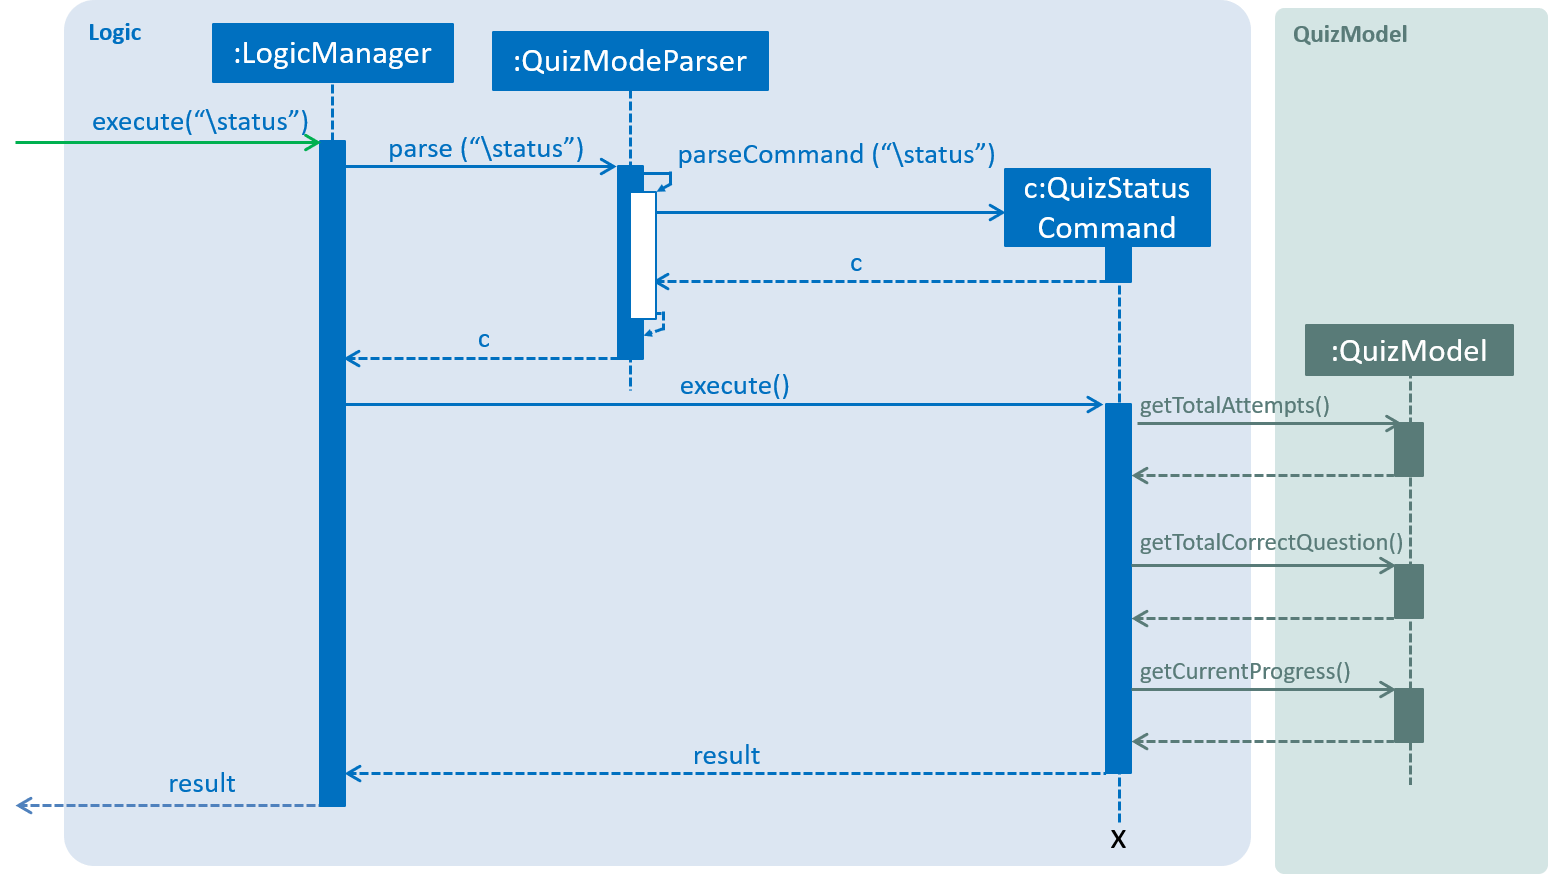 Logic
QuizModel
:LogicManager
:QuizModeParser
execute(“\status”)
parse (“\status”)
parseCommand (“\status”)
c:QuizStatus
Command
c
c
:QuizModel
execute()
getTotalAttempts()
getTotalCorrectQuestion()
getCurrentProgress()
result
result
X